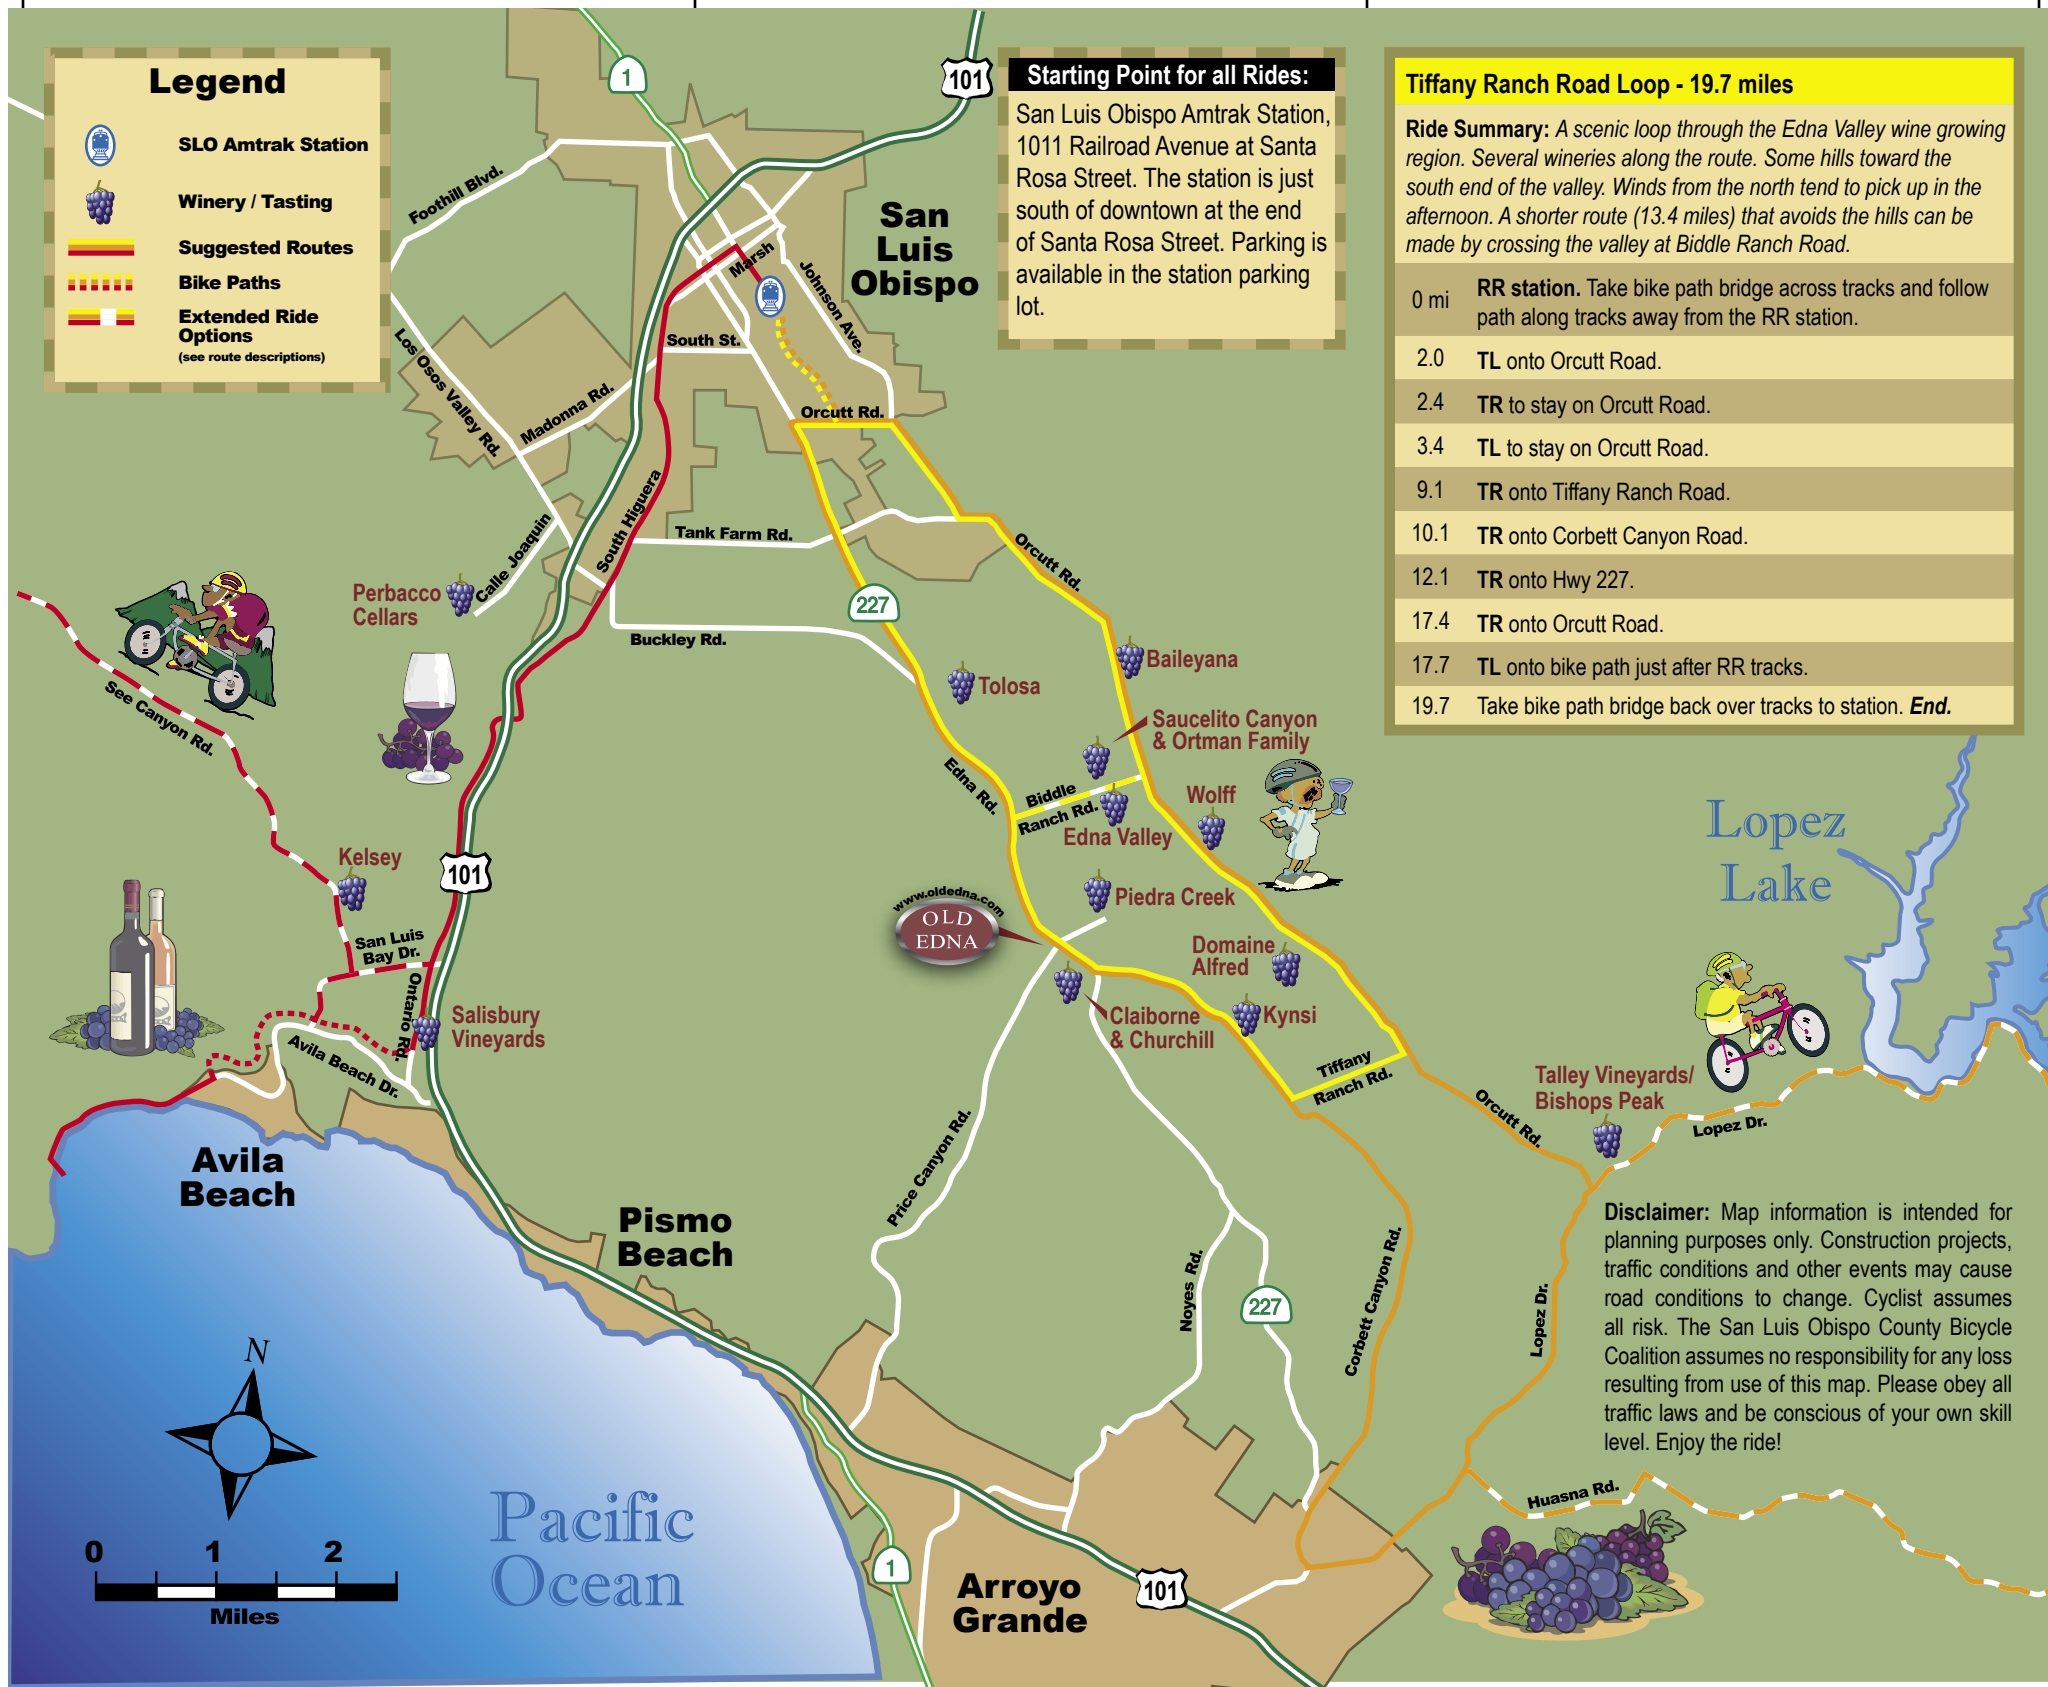 Legend
SLO Amtrak Station
Winery / Tasting
Suggested Routes
Bike Paths
Extended Ride
Options
(see route descriptions)
1
101
Starting Point for all Rides:
San Luis Obispo Amtrak Station,
1011 Railroad Avenue at Santa
Rosa Street. The station is just
south of downtown at the end
of Santa Rosa Street. Parking is
available in the station parking
lot.
Tiffany Ranch Road Loop - 19.7 miles
Ride Summary: A scenic loop through the Edna Valley wine growing
region. Several wineries along the route. Some hills toward the
south end of the valley. Winds from the north tend to pick up in the
afternoon. A shorter route (13.4 miles) that avoids the hills can be
made by crossing the valley at Biddle Ranch Road.
0 mi RR station. Take bike path bridge across tracks and follow
path along tracks away from the RR station.
2.0 TL onto Orcutt Road.
2.4 TR to stay on Orcutt Road.
3.4 TL to stay on Orcutt Road.
9.1 TR onto Tiffany Ranch Road.
10.1 TR onto Corbett Canyon Road.
12.1 TR onto Hwy 227.
17.4 TR onto Orcutt Road.
17.7 TL onto bike path just after RR tracks.
19.7 Take bike path bridge back over tracks to station. End.
Foothill Blvd.
San
Luis
Obispo
Marsh
Johnson Ave.
South St.
Los Osos Valley Rd.
Madonna Rd.
Orcutt Rd.
South Higuera
Tank Farm Rd.
Calle Joaquin
Orcutt Rd.
Perbacco
Cellars
227
Buckley Rd.
Baileyana
Tolosa
See Canyon Rd.
Saucelito Canyon
& Ortman Family
Edna Rd.
Biddle
Ranch Rd.
Wolff
Edna Valley
Lopez
Lake
Kelsey
101
Piedra Creek
www.oldedna.com
OLD
EDNA
San Luis
Bay Dr.
Domaine
Alfred
Ontario Rd.
Salisbury
Vineyards
Claiborne
& Churchill
Kynsi
Avila Beach Dr.
Tiffany
Ranch Rd.
Talley Vineyards/
Bishops Peak
Orcutt Rd.
Lopez Dr.
Avila
Beach
Price Canyon Rd.
Pismo
Beach
Noyes Rd.
227
Corbett Canyon Rd.
Lopez Dr.
Disclaimer: Map information is intended for
planning purposes only. Construction projects,
traffic conditions and other events may cause
road conditions to change. Cyclist assumes
all risk. The San Luis Obispo County Bicycle
Coalition assumes no responsibility for any loss
resulting from use of this map. Please obey all
traffic laws and be conscious of your own skill
level. Enjoy the ride!
N
Huasna Rd.
Pacific
Ocean
0 1 2
Miles
1
Arroyo
Grande
101